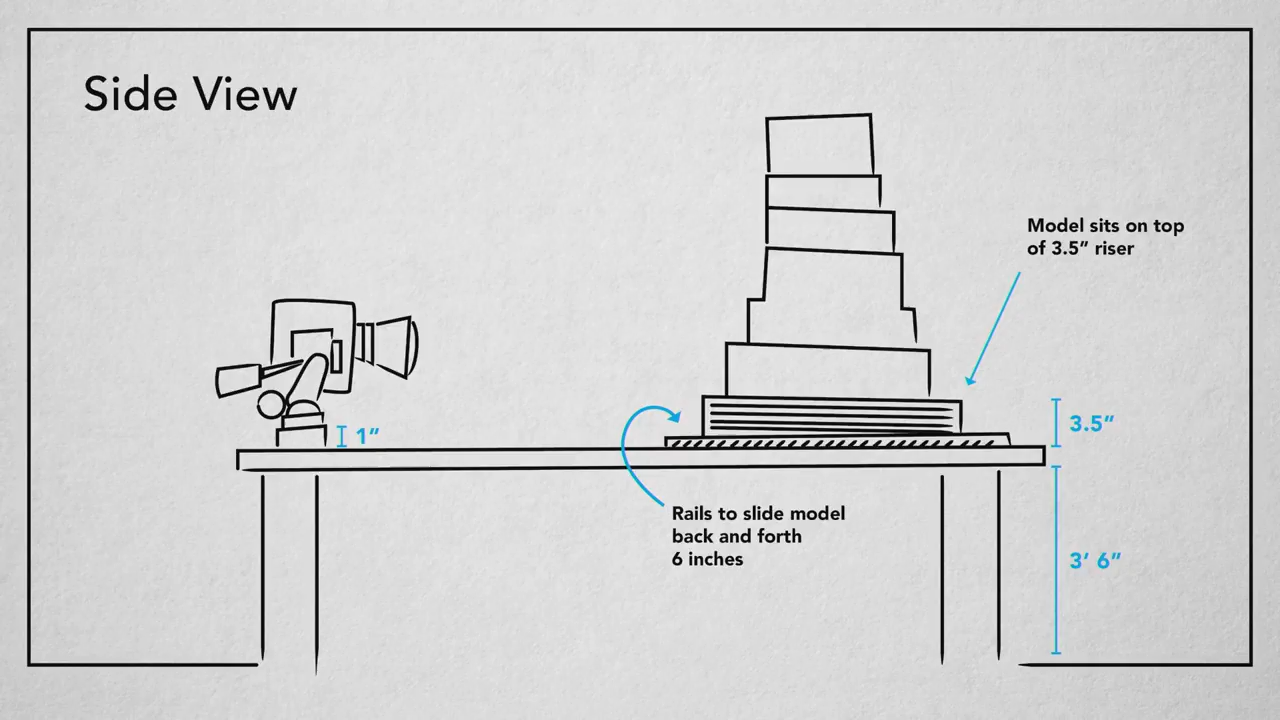 Side View
Model sits on top
of 3.5” riser
1”
3.5”
Rails to slide model
back and forth
6 inches
3’ 6”